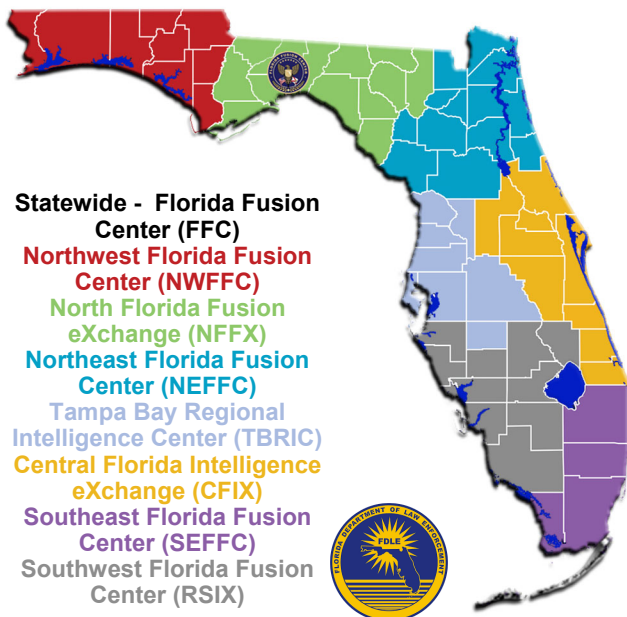 Statewide - Florida Fusion
Center (FFC)
Northwest Florida Fusion
Center (NWFFC)
North Florida Fusion
eXchange (NFFX)
Northeast Florida Fusion
Center (NEFFC)
Tampa Bay Regional
Intelligence Center (TBRIC)
Central Florida Intelligence
eXchange (CFIX)
Southeast Florida Fusion
Center (SEFFC)
Southwest Florida Fusion
Center (RSIX)
FLORIDA DEPARTMENT OF LAW ENFORCEMENT
FDLE